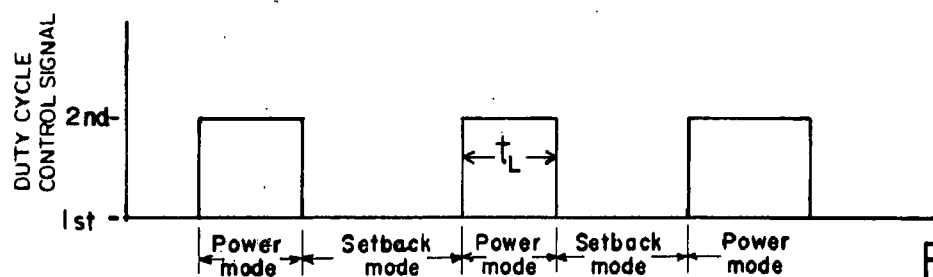 DUTY CYCLE
CONTROL SIGNAL
2nd
t_L
1st
Power mode
Setback mode
Power mode
Setback mode
Power mode
F